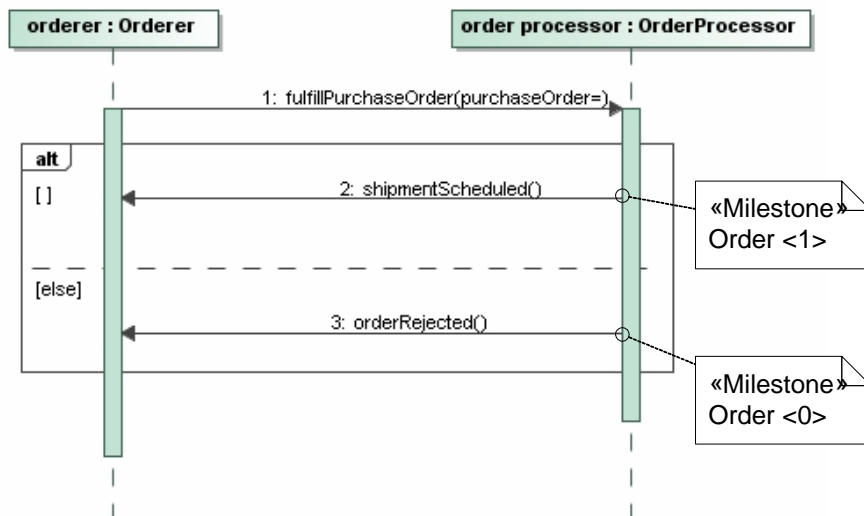 orderer : Orderer
order processor : OrderProcessor
1: fulfillPurchaseOrder(purchaseOrder=)
alt
[ ]
2: shipmentScheduled()
«Milestone»
Order <1>
[else]
3: orderRejected()
«Milestone»
Order <0>